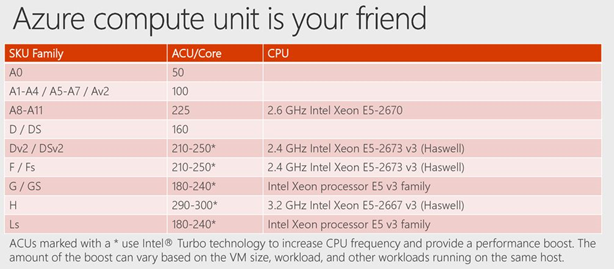 Azure compute unit is your friend
SKU Family ACU/Core CPU
A0 50
A1-A4 / A5-A7 / Av2 100
A8-A11 225 2.6 GHz Intel Xeon E5-2670
D / DS 160
Dv2 / DSv2 210-250* 2.4 GHz Intel Xeon E5-2673 v3 (Haswell)
F / Fs 210-250* 2.4 GHz Intel Xeon E5-2673 v3 (Haswell)
G / GS 180-240* Intel Xeon processor E5 v3 family
H 290-300* 3.2 GHz Intel Xeon E5-2667 v3 (Haswell)
Ls 180-240* Intel Xeon processor E5 v3 family
ACUs marked with a * use Intel® Turbo technology to increase CPU frequency and provide a performance boost. The
amount of the boost can vary based on the VM size, workload, and other workloads running on the same host.